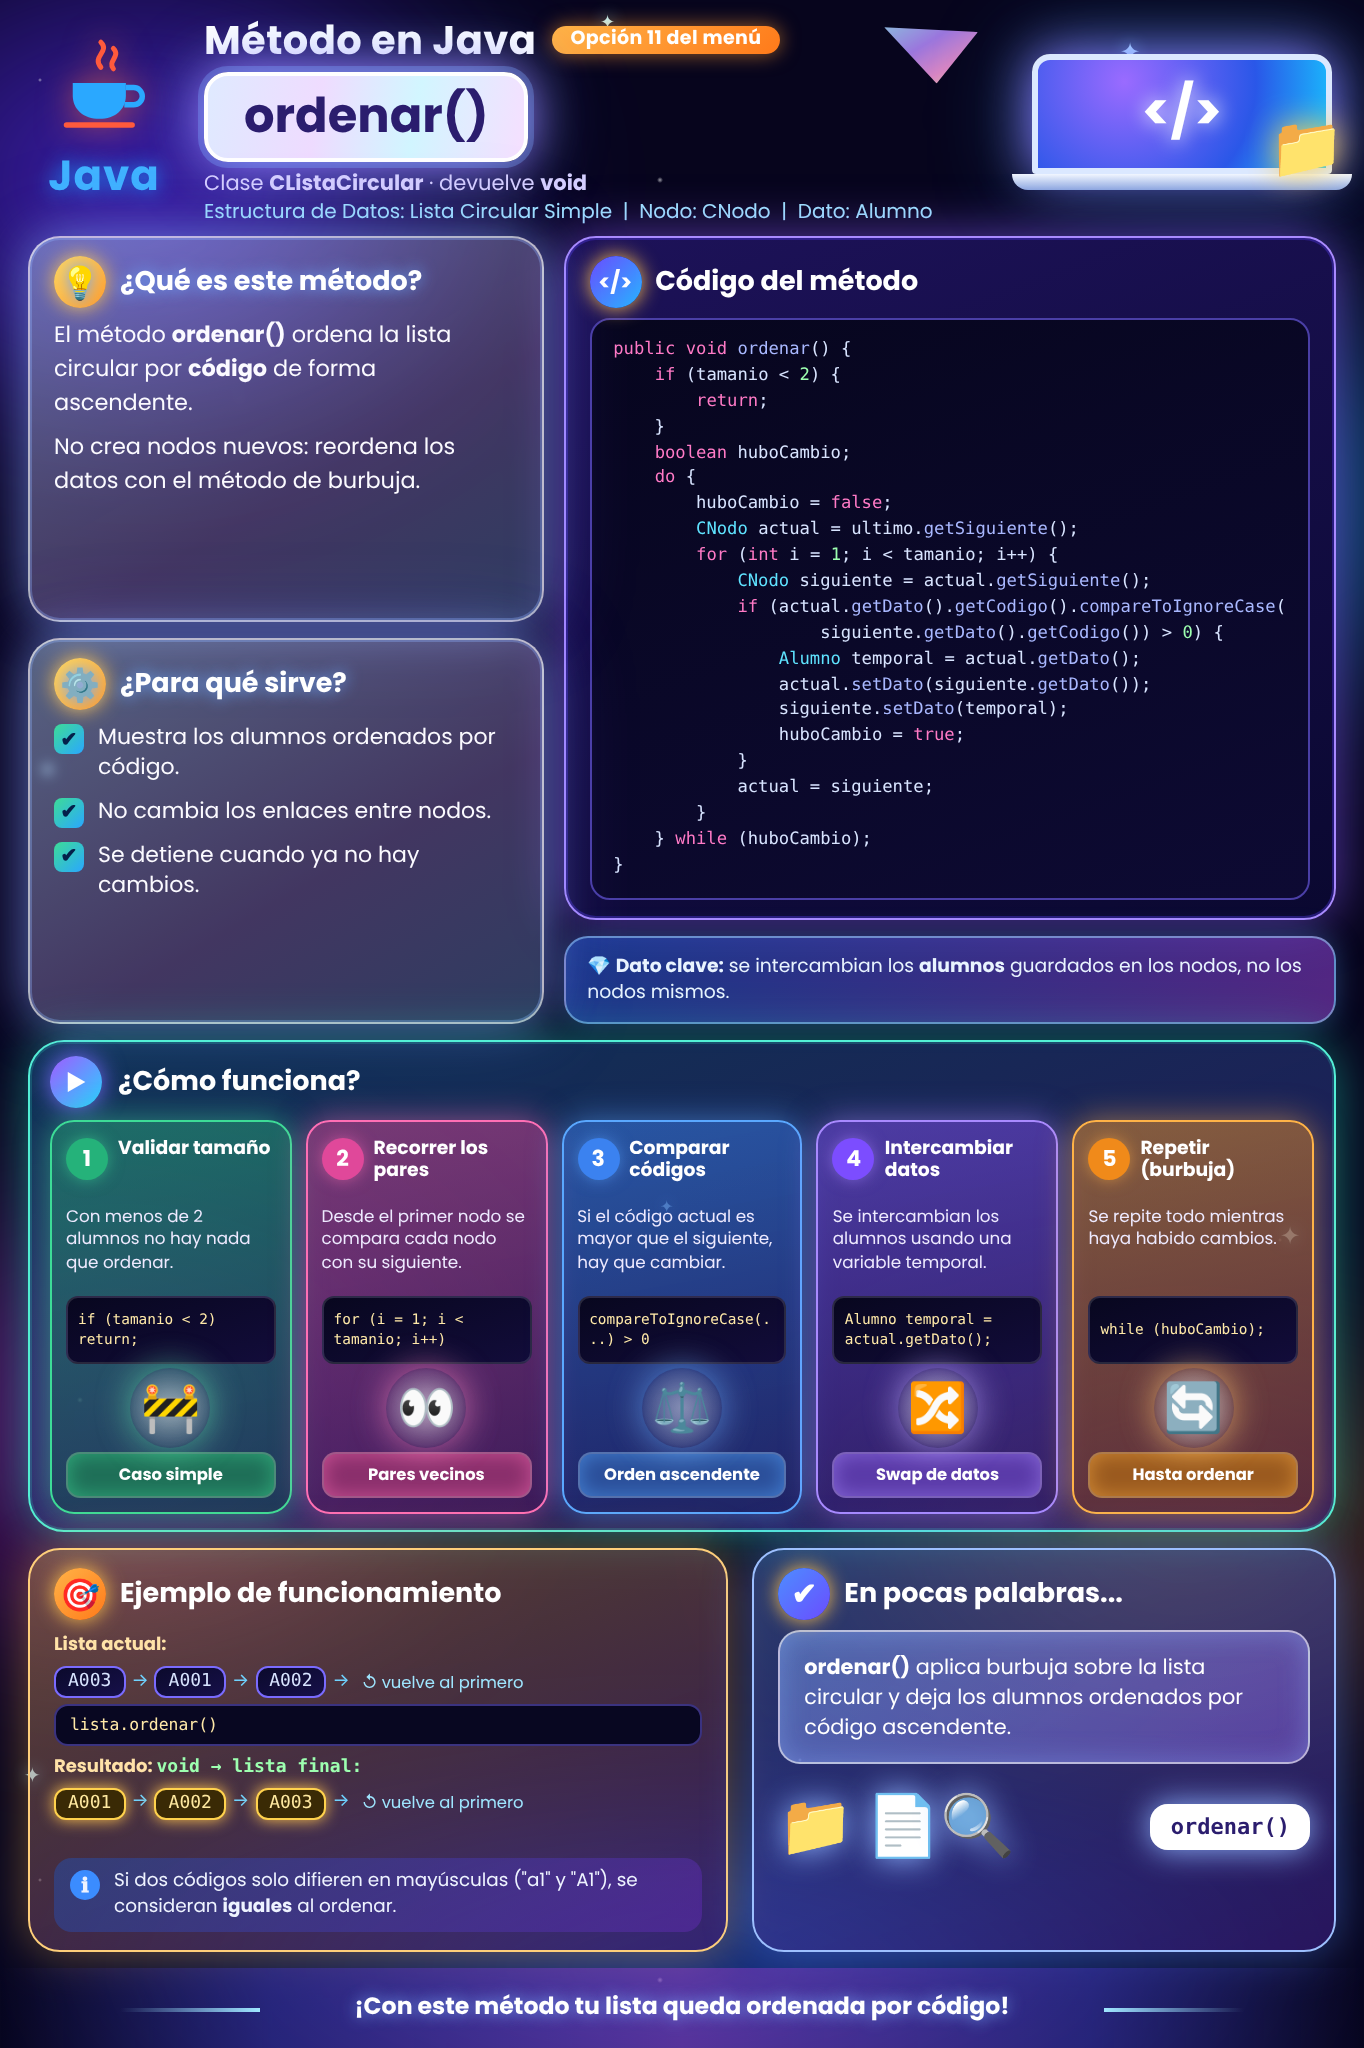 Java
Método en Java
Opción 11 del menú
ordenar()
Clase CListaCircular · devuelve void
Estructura de Datos: Lista Circular Simple | Nodo: CNodo | Dato: Alumno
</>
💡 ¿Qué es este método?
El método ordenar() ordena la lista
circular por código de forma
ascendente.
No crea nodos nuevos: reordena los
datos con el método de burbuja.
⚙️ ¿Para qué sirve?
✔ Muestra los alumnos ordenados por
código.
✔ No cambia los enlaces entre nodos.
✔ Se detiene cuando ya no hay
cambios.
</> Código del método
public void ordenar() {
    if (tamanio < 2) {
        return;
    }
    boolean huboCambio;
    do {
        huboCambio = false;
        CNodo actual = ultimo.getSiguiente();
        for (int i = 1; i < tamanio; i++) {
            CNodo siguiente = actual.getSiguiente();
            if (actual.getDato().getCodigo().compareToIgnoreCase(
                    siguiente.getDato().getCodigo()) > 0) {
                Alumno temporal = actual.getDato();
                actual.setDato(siguiente.getDato());
                siguiente.setDato(temporal);
                huboCambio = true;
            }
            actual = siguiente;
        }
    } while (huboCambio);
}
💎 Dato clave: se intercambian los alumnos guardados en los nodos, no los
nodos mismos.
▶ ¿Cómo funciona?
1 Validar tamaño
Con menos de 2
alumnos no hay nada
que ordenar.
if (tamanio < 2)
return;
Caso simple
2 Recorrer los
pares
Desde el primer nodo se
compara cada nodo
con su siguiente.
for (i = 1; i <
tamanio; i++)
Pares vecinos
3 Comparar
códigos
Si el código actual es
mayor que el siguiente,
hay que cambiar.
compareToIgnoreCase(.
..) > 0
Orden ascendente
4 Intercambiar
datos
Se intercambian los
alumnos usando una
variable temporal.
Alumno temporal =
actual.getDato();
Swap de datos
5 Repetir
(burbuja)
Se repite todo mientras
haya habido cambios.
while (huboCambio);
Hasta ordenar
🎯 Ejemplo de funcionamiento
Lista actual:
A003 → A001 → A002 → ↺ vuelve al primero
lista.ordenar()
Resultado: void → lista final:
A001 → A002 → A003 → ↺ vuelve al primero
ℹ Si dos códigos solo difieren en mayúsculas ("a1" y "A1"), se
consideran iguales al ordenar.
✔ En pocas palabras...
ordenar() aplica burbuja sobre la lista
circular y deja los alumnos ordenados por
código ascendente.
ordenar()
¡Con este método tu lista queda ordenada por código!